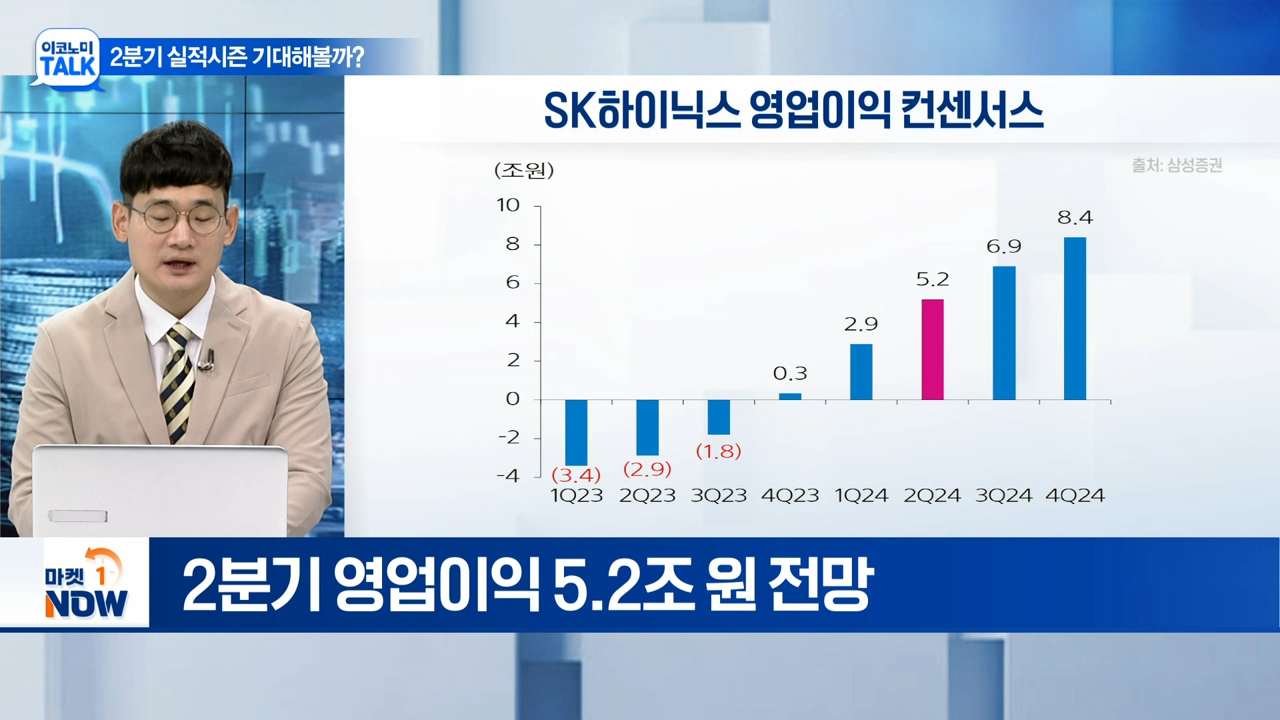 이코노미
TALK
2분기 실적시즌 기대해볼까?
SK하이닉스 영업이익 컨센서스
출처: 삼성증권
(조원)
10
8
6
4
2
0
-2
-4
(3.4)
(2.9)
(1.8)
0.3
2.9
5.2
6.9
8.4
1Q23 2Q23 3Q23 4Q23 1Q24 2Q24 3Q24 4Q24
마켓 1
NOW
2분기 영업이익 5.2조 원 전망